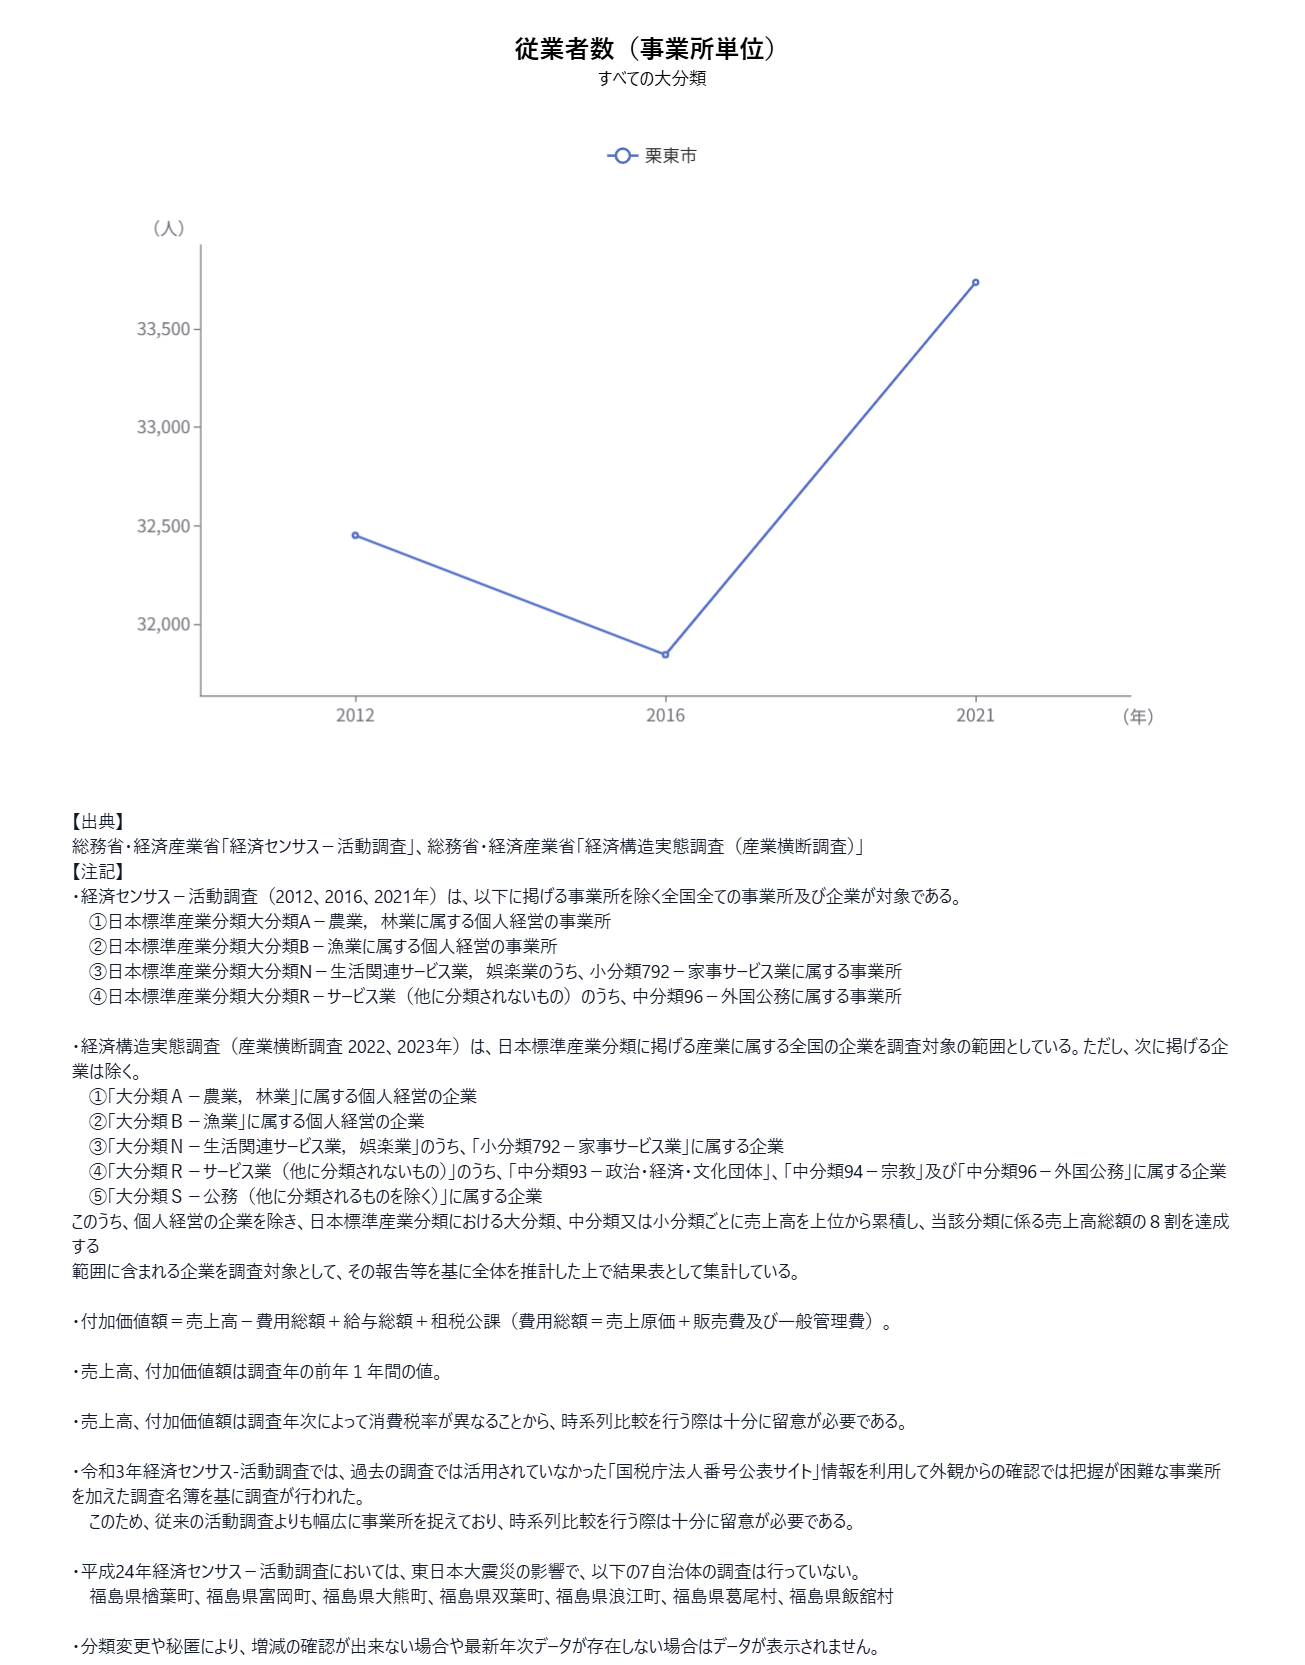 従業者数（事業所単位）
すべての大分類
栗東市
（人）
33,500
33,000
32,500
32,000
2012
2016
2021
（年）
【出典】
総務省・経済産業省「経済センサス－活動調査」、総務省・経済産業省「経済構造実態調査（産業横断調査）」
【注記】
・経済センサス－活動調査（2012、2016、2021年）は、以下に掲げる事業所を除く全国全ての事業所及び企業が対象である。
①日本標準産業分類大分類A－農業，林業に属する個人経営の事業所
②日本標準産業分類大分類B－漁業に属する個人経営の事業所
③日本標準産業分類大分類N－生活関連サービス業，娯楽業のうち、小分類792－家事サービス業に属する事業所
④日本標準産業分類大分類R－サービス業（他に分類されないもの）のうち、中分類96－外国公務に属する事業所
・経済構造実態調査（産業横断調査 2022、2023年）は、日本標準産業分類に掲げる産業に属する全国の企業を調査対象の範囲としている。ただし、次に掲げる企
業は除く。
①「大分類Ａ－農業，林業」に属する個人経営の企業
②「大分類Ｂ－漁業」に属する個人経営の企業
③「大分類Ｎ－生活関連サービス業，娯楽業」のうち、「小分類792－家事サービス業」に属する企業
④「大分類Ｒ－サービス業（他に分類されないもの）」のうち、「中分類93－政治・経済・文化団体」、「中分類94－宗教」及び「中分類96－外国公務」に属する企業
⑤「大分類Ｓ－公務（他に分類されるものを除く）」に属する企業
このうち、個人経営の企業を除き、日本標準産業分類における大分類、中分類又は小分類ごとに売上高を上位から累積し、当該分類に係る売上高総額の８割を達成
する
範囲に含まれる企業を調査対象として、その報告等を基に全体を推計した上で結果表として集計している。
・付加価値額＝売上高－費用総額＋給与総額＋租税公課（費用総額＝売上原価＋販売費及び一般管理費）。
・売上高、付加価値額は調査年の前年１年間の値。
・売上高、付加価値額は調査年次によって消費税率が異なることから、時系列比較を行う際は十分に留意が必要である。
・令和3年経済センサス‐活動調査では、過去の調査では活用されていなかった「国税庁法人番号公表サイト」情報を利用して外観からの確認では把握が困難な事業所
を加えた調査名簿を基に調査が行われた。
このため、従来の活動調査よりも幅広に事業所を捉えており、時系列比較を行う際は十分に留意が必要である。
・平成24年経済センサス－活動調査においては、東日本大震災の影響で、以下の7自治体の調査は行っていない。
福島県楢葉町、福島県富岡町、福島県大熊町、福島県双葉町、福島県浪江町、福島県葛尾村、福島県飯舘村
・分類変更や秘匿により、増減の確認が出来ない場合や最新年次データが存在しない場合はデータが表示されません。